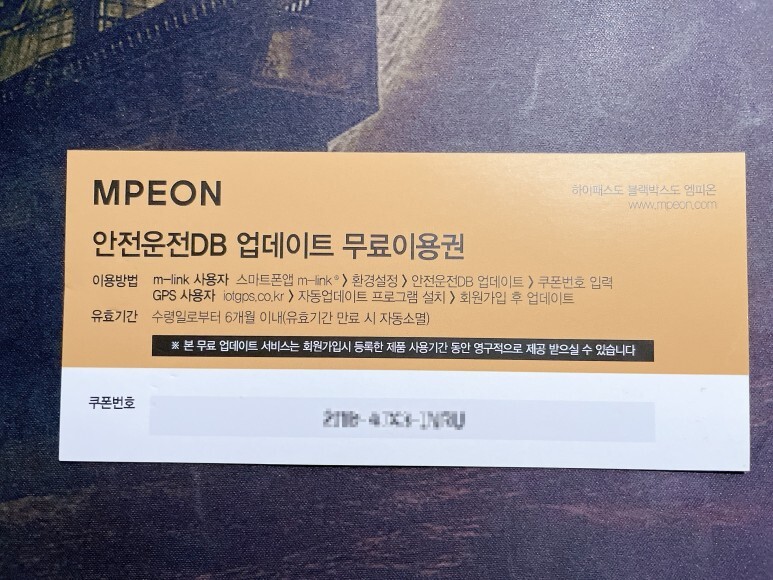 MPEON
하이패스도 블랙박스도 엠피온
www.mpeon.com
안전운전DB 업데이트 무료이용권
이용방법 m-link 사용자 스마트폰앱 m-link® > 환경설정 > 안전운전DB 업데이트 > 쿠폰번호 입력
GPS 사용자 iotgps.co.kr > 자동업데이트 프로그램 설치 > 회원가입 후 업데이트
유효기간 수령일로부터 6개월 이내(유효기간 만료 시 자동소멸)
※ 본 무료 업데이트 서비스는 회원가입시 등록한 제품 사용기간 동안 영구적으로 제공 받으실 수 있습니다
쿠폰번호